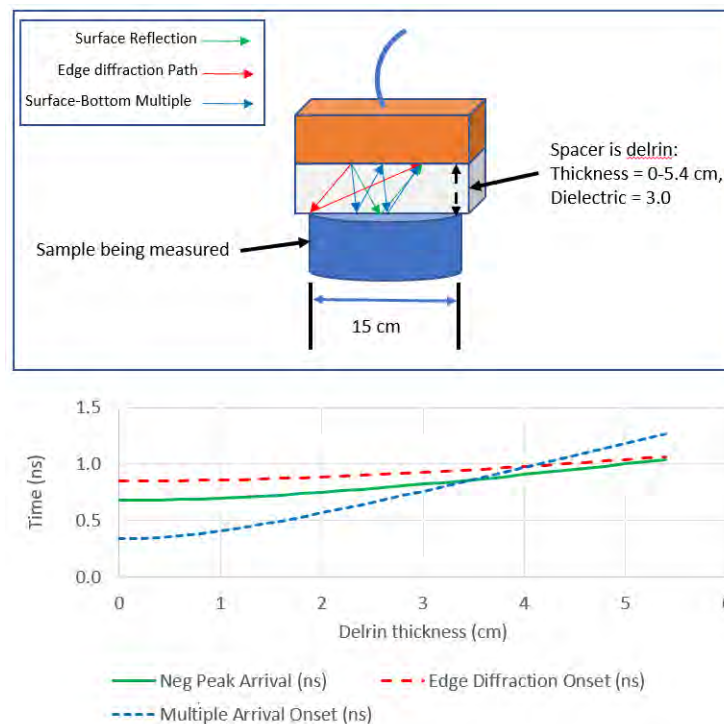 Surface Reflection
Edge diffraction Path
Surface-Bottom Multiple
Spacer is delrin:
Thickness = 0-5.4 cm,
Dielectric = 3.0
Sample being measured
15 cm
1.5
1.0
0.5
0.0
Time (ns)
0 1 2 3 4 5 6
Delrin thickness (cm)
Neg Peak Arrival (ns) Edge Diffraction Onset (ns)
Multiple Arrival Onset (ns)